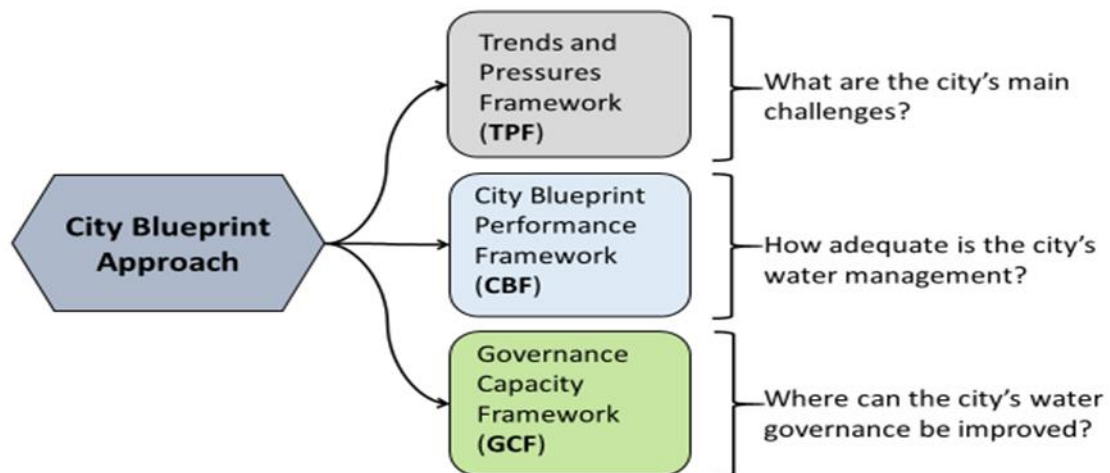 City Blueprint
Approach
Trends and
Pressures
Framework
(TPF)
What are the city’s main
challenges?
City Blueprint
Performance
Framework
(CBF)
How adequate is the city’s
water management?
Governance
Capacity
Framework
(GCF)
Where can the city’s water
governance be improved?